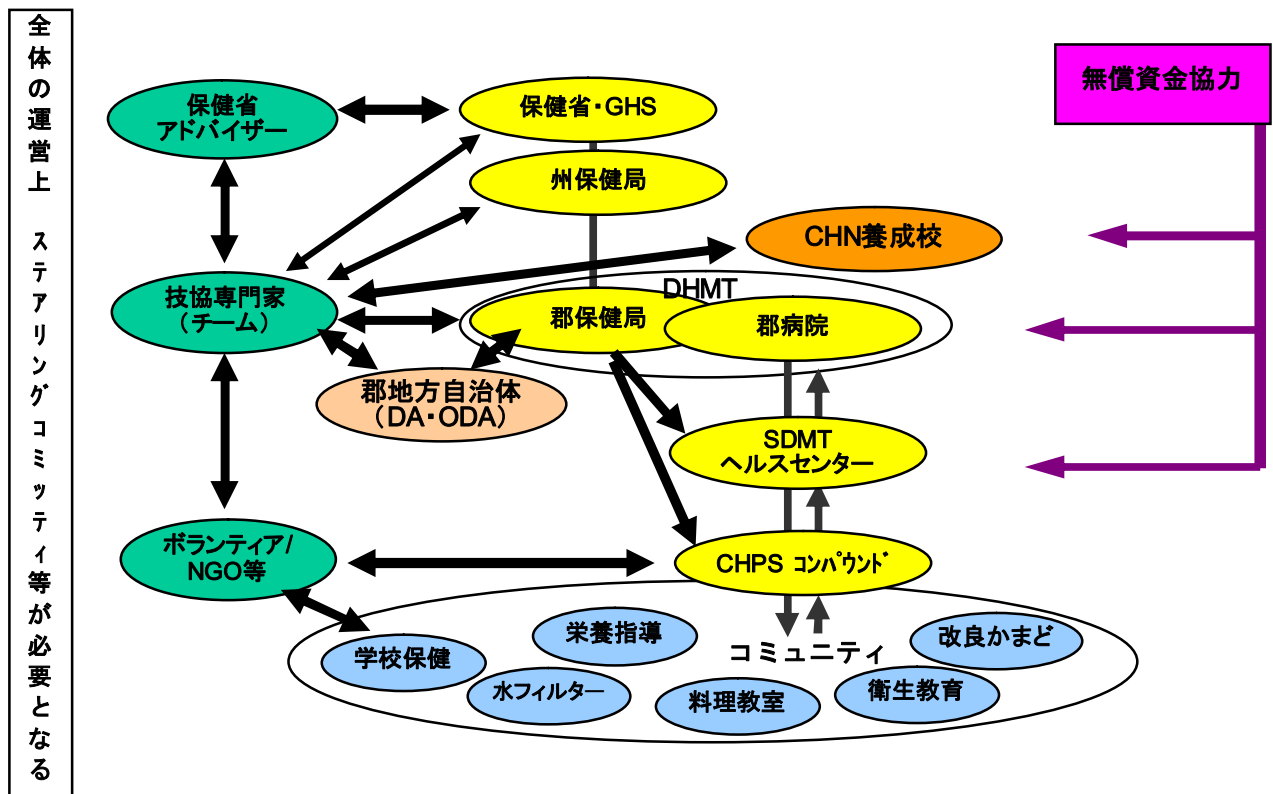 全体の運営上 ステアリングコミッティ等が必要となる
無償資金協力
保健省
アドバイザー
保健省・GHS
州保健局
CHN養成校
技協専門家
（チーム）
DHMT
郡保健局
郡病院
郡地方自治体
（DA・ODA）
SDMT
ヘルスセンター
ボランティア/
NGO等
CHPS コンパウンド
栄養指導
改良かまど
学校保健
コミュニティ
水フィルター
料理教室
衛生教育